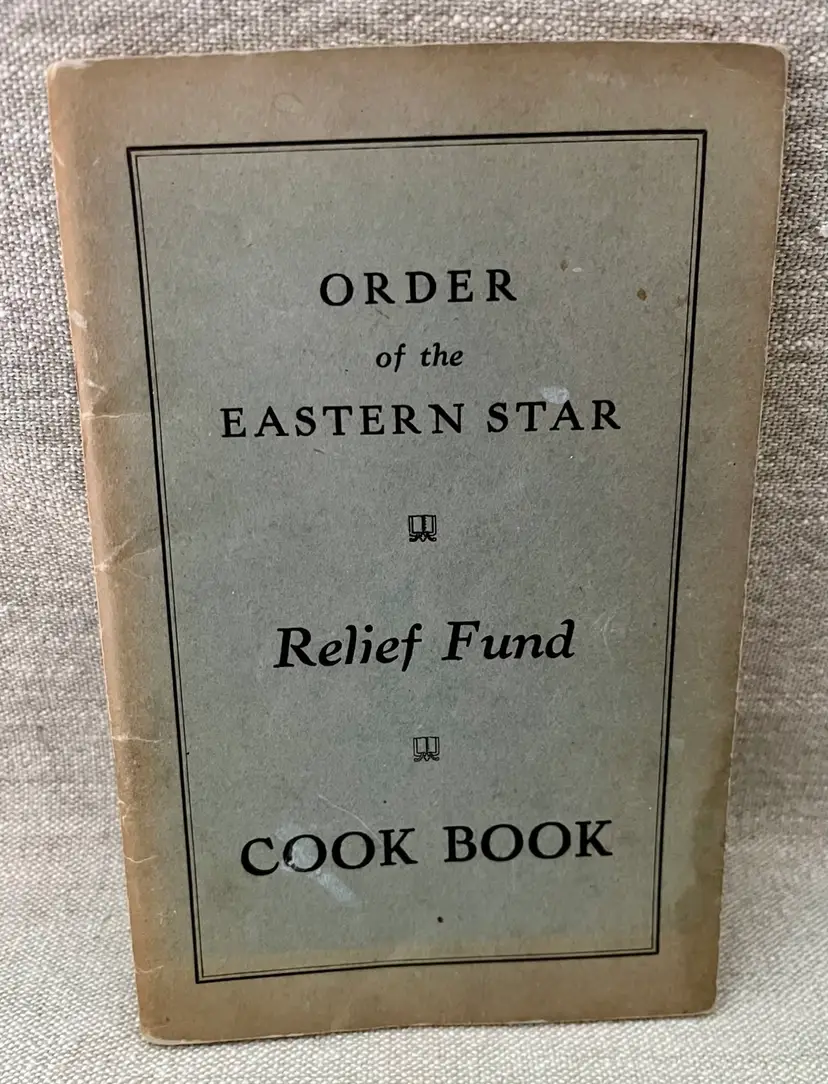 ORDER
of the
EASTERN STAR
Relief Fund
COOK BOOK